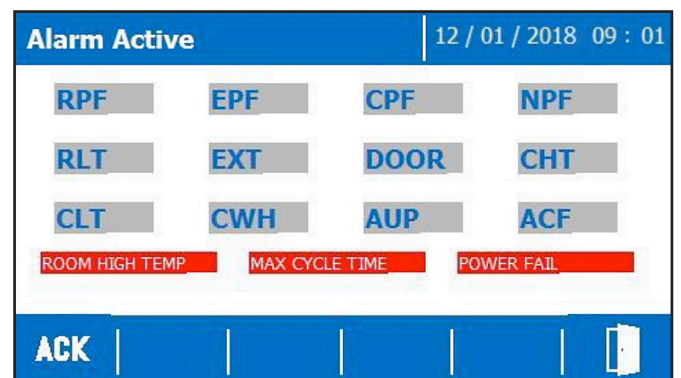 Alarm Active 12 / 01 / 2018 09 : 01
RPF EPF CPF NPF
RLT EXT DOOR CHT
CLT CWH AUP ACF
ROOM HIGH TEMP MAX CYCLE TIME POWER FAIL
ACK